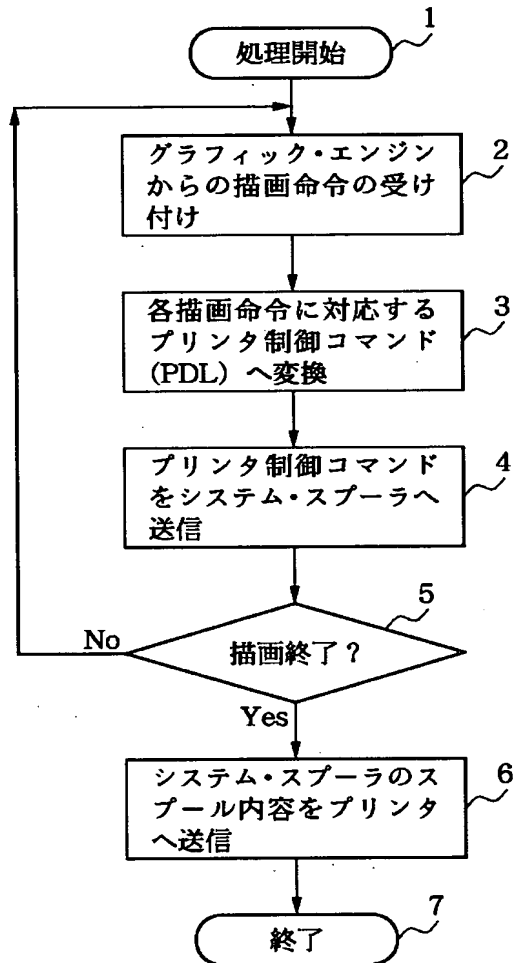 1
処理開始
グラフィック・エンジン
からの描画命令の受け
付け
2
各描画命令に対応する
プリンタ制御コマンド
(PDL) へ変換
3
プリンタ制御コマンド
をシステム・スプーラへ
送信
4
5
描画終了?
No
Yes
システム・スプーラのス
プール内容をプリンタ
へ送信
6
7
終了